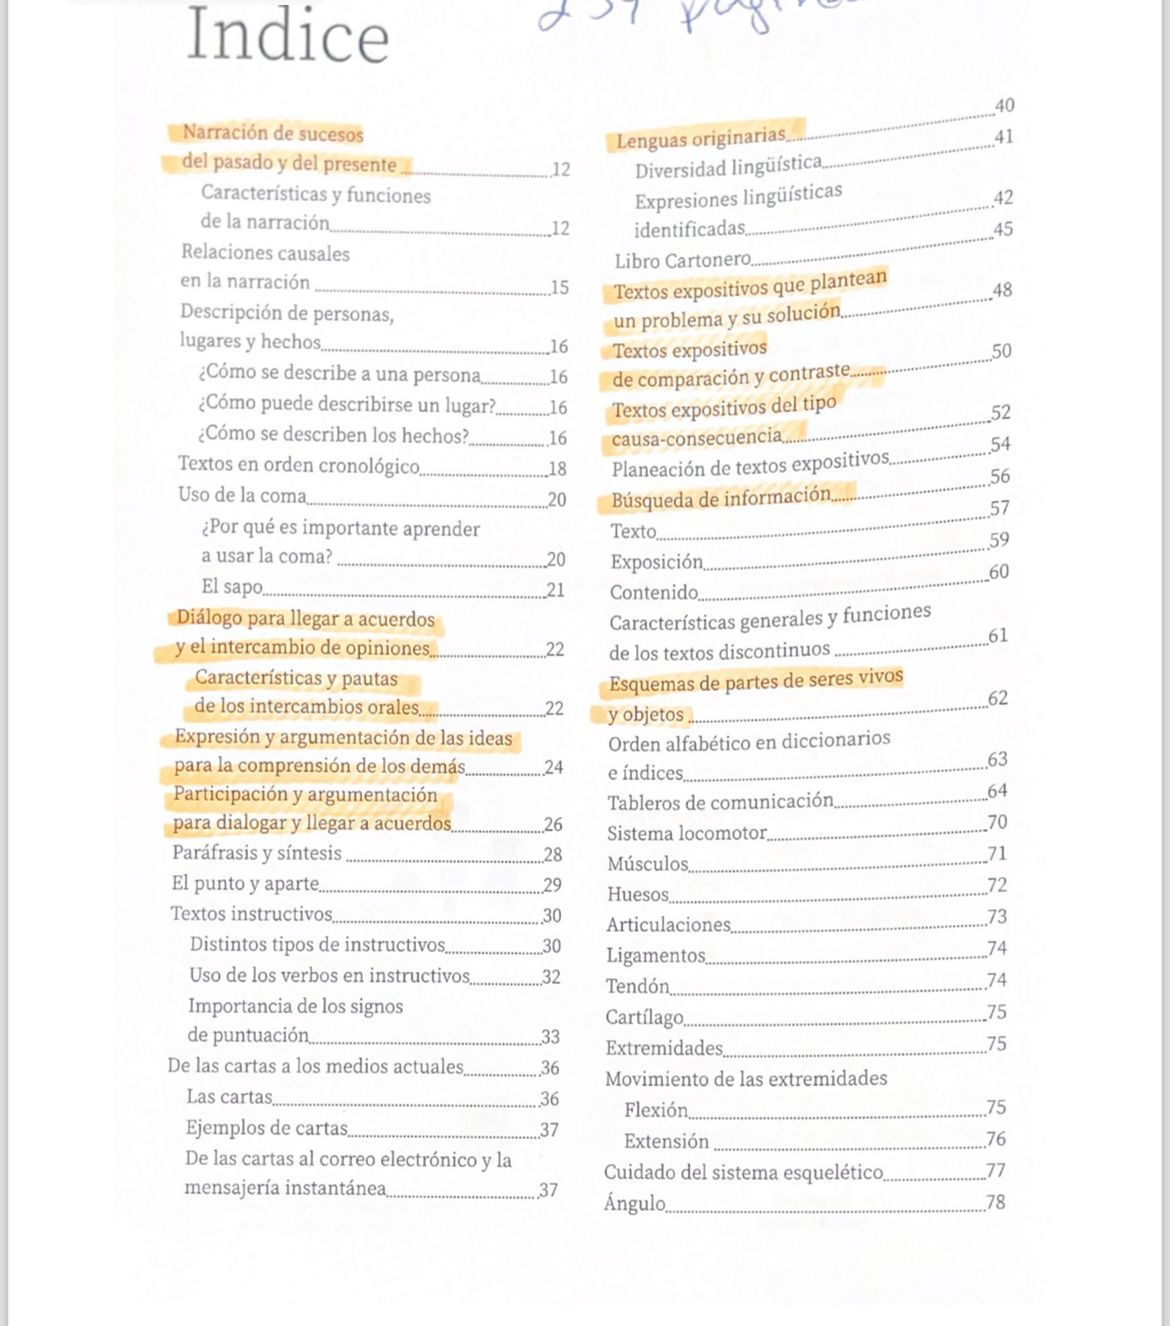 Índice
Narración de sucesos
del pasado y del presente 12
Características y funciones
de la narración 12
Relaciones causales
en la narración 15
Descripción de personas,
lugares y hechos 16
¿Cómo se describe a una persona 16
¿Cómo puede describirse un lugar? 16
¿Cómo se describen los hechos? 16
Textos en orden cronológico 18
Uso de la coma 20
¿Por qué es importante aprender
a usar la coma? 20
El sapo 21
Diálogo para llegar a acuerdos
y el intercambio de opiniones 22
Características y pautas
de los intercambios orales 22
Expresión y argumentación de las ideas
para la comprensión de los demás 24
Participación y argumentación
para dialogar y llegar a acuerdos 26
Paráfrasis y síntesis 28
El punto y aparte 29
Textos instructivos 30
Distintos tipos de instructivos 30
Uso de los verbos en instructivos 32
Importancia de los signos
de puntuación 33
De las cartas a los medios actuales 36
Las cartas 36
Ejemplos de cartas 37
De las cartas al correo electrónico y la
mensajería instantánea 37
Lenguas originarias 40
Diversidad lingüística 41
Expresiones lingüísticas
identificadas 42
Libro Cartonero 45
Textos expositivos que plantean
un problema y su solución 48
Textos expositivos
de comparación y contraste 50
Textos expositivos del tipo
causa-consecuencia 52
Planeación de textos expositivos 54
Búsqueda de información 56
Texto 57
Exposición 59
Contenido 60
Características generales y funciones
de los textos discontinuos 61
Esquemas de partes de seres vivos
y objetos 62
Orden alfabético en diccionarios
e índices 63
Tableros de comunicación 64
Sistema locomotor 70
Músculos 71
Huesos 72
Articulaciones 73
Ligamentos 74
Tendón 74
Cartílago 75
Extremidades 75
Movimiento de las extremidades
Flexión 75
Extensión 76
Cuidado del sistema esquelético 77
Ángulo 78